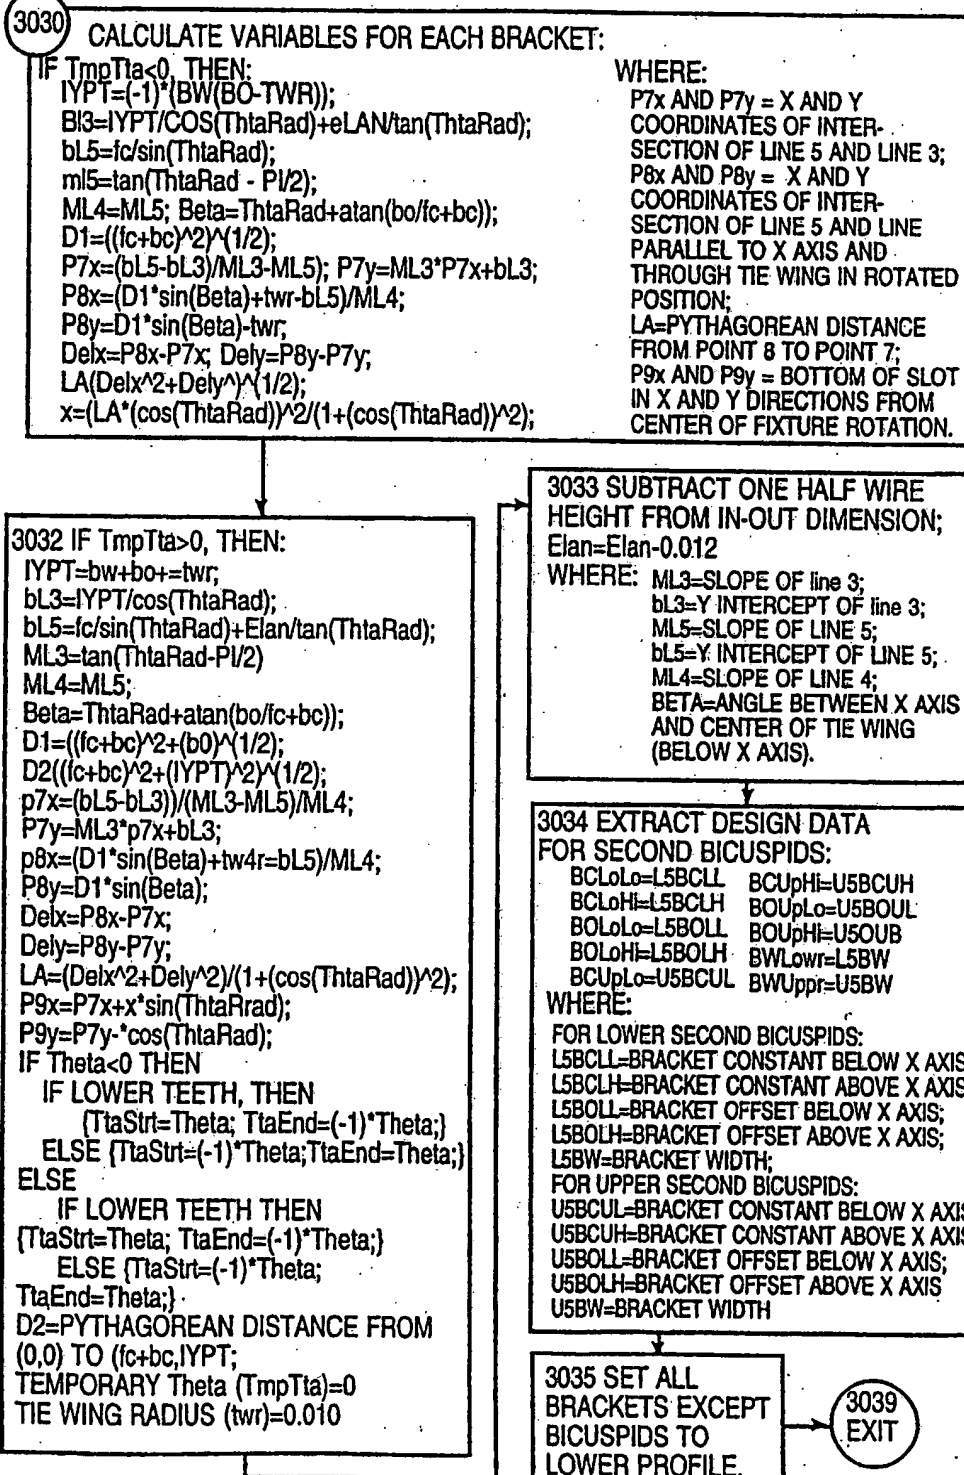 3030
CALCULATE VARIABLES FOR EACH BRACKET:
IF TmpTta<0, THEN:
IYPT=(-1)*(BW(BO-TWR));
Bl3=IYPT/COS(ThtaRad)+eLAN/tan(ThtaRad);
bL5=fc/sin(ThtaRad);
ml5=tan(ThtaRad - PI/2);
ML4=ML5; Beta=ThtaRad+atan(bo/fc+bc));
D1=((fc+bc)^2)^(1/2);
P7x=(bL5-bL3)/ML3-ML5); P7y=ML3*P7x+bL3;
P8x=(D1*sin(Beta)+twr-bL5)/ML4;
P8y=D1*sin(Beta)-twr;
Delx=P8x-P7x; Dely=P8y-P7y;
LA(Delx^2+Dely^)^(1/2);
x=(LA*(cos(ThtaRad))^2/(1+(cos(ThtaRad))^2);
WHERE:
P7x AND P7y = X AND Y
COORDINATES OF INTER-
SECTION OF LINE 5 AND LINE 3;
P8x AND P8y = X AND Y
COORDINATES OF INTER-
SECTION OF LINE 5 AND LINE
PARALLEL TO X AXIS AND
THROUGH TIE WING IN ROTATED
POSITION;
LA=PYTHAGOREAN DISTANCE
FROM POINT 8 TO POINT 7;
P9x AND P9y = BOTTOM OF SLOT
IN X AND Y DIRECTIONS FROM
CENTER OF FIXTURE ROTATION.
3032 IF TmpTta>0, THEN:
IYPT=bw+bo+=twr;
bL3=IYPT/cos(ThtaRad);
bL5=fc/sin(ThtaRad)+Elan/tan(ThtaRad);
ML3=tan(ThtaRad-PI/2)
ML4=ML5;
Beta=ThtaRad+atan(bo/fc+bc));
D1=((fc+bc)^2+(b0)^(1/2);
D2((fc+bc)^2+(IYPT)^2)^(1/2);
p7x=(bL5-bL3))/(ML3-ML5)/ML4;
P7y=ML3*p7x+bL3;
p8x=(D1*sin(Beta)+tw4r=bL5)/ML4;
P8y=D1*sin(Beta);
Delx=P8x-P7x;
Dely=P8y-P7y;
LA=(Delx^2+Dely^2)/(1+(cos(ThtaRad))^2);
P9x=P7x+x*sin(ThtaRrad);
P9y=P7y-*cos(ThtaRad);
IF Theta<0 THEN
IF LOWER TEETH, THEN
{TtaStrt=Theta; TtaEnd=(-1)*Theta;}
ELSE {TtaStrt=(-1)*Theta;TtaEnd=Theta;}
ELSE
IF LOWER TEETH THEN
{TtaStrt=Theta; TtaEnd=(-1)*Theta;}
ELSE {TtaStrt=(-1)*Theta;
TtaEnd=Theta;}
D2=PYTHAGOREAN DISTANCE FROM
(0,0) TO (fc+bc,IYPT;
TEMPORARY Theta (TmpTta)=0
TIE WING RADIUS (twr)=0.010
3033 SUBTRACT ONE HALF WIRE
HEIGHT FROM IN-OUT DIMENSION;
Elan=Elan-0.012
WHERE: ML3=SLOPE OF line 3;
bL3=Y INTERCEPT OF line 3;
ML5=SLOPE OF LINE 5;
bL5=Y INTERCEPT OF LINE 5;
ML4=SLOPE OF LINE 4;
BETA=ANGLE BETWEEN X AXIS
AND CENTER OF TIE WING
(BELOW X AXIS).
3034 EXTRACT DESIGN DATA
FOR SECOND BICUSPIDS:
BCLoLo=L5BCLL BCUpHi=U5BCUH
BCLoHi=L5BCLH BOUpLo=U5BOUL
BOLoLo=L5BOLL BOUpHi=U5OUB
BOLoHi=L5BOLH BWLowr=L5BW
BCUpLo=U5BCUL BWUppr=U5BW
WHERE:
FOR LOWER SECOND BICUSPIDS:
L5BCLL=BRACKET CONSTANT BELOW X AXIS
L5BCLH=BRACKET CONSTANT ABOVE X AXIS
L5BOLL=BRACKET OFFSET BELOW X AXIS;
L5BOLH=BRACKET OFFSET ABOVE X AXIS;
L5BW=BRACKET WIDTH;
FOR UPPER SECOND BICUSPIDS:
U5BCUL=BRACKET CONSTANT BELOW X AXIS
U5BCUH=BRACKET CONSTANT ABOVE X AXIS
U5BOLL=BRACKET OFFSET BELOW X AXIS;
U5BOLH=BRACKET OFFSET ABOVE X AXIS
U5BW=BRACKET WIDTH
3035 SET ALL
BRACKETS EXCEPT
BICUSPIDS TO
LOWER PROFILE.
3039
EXIT